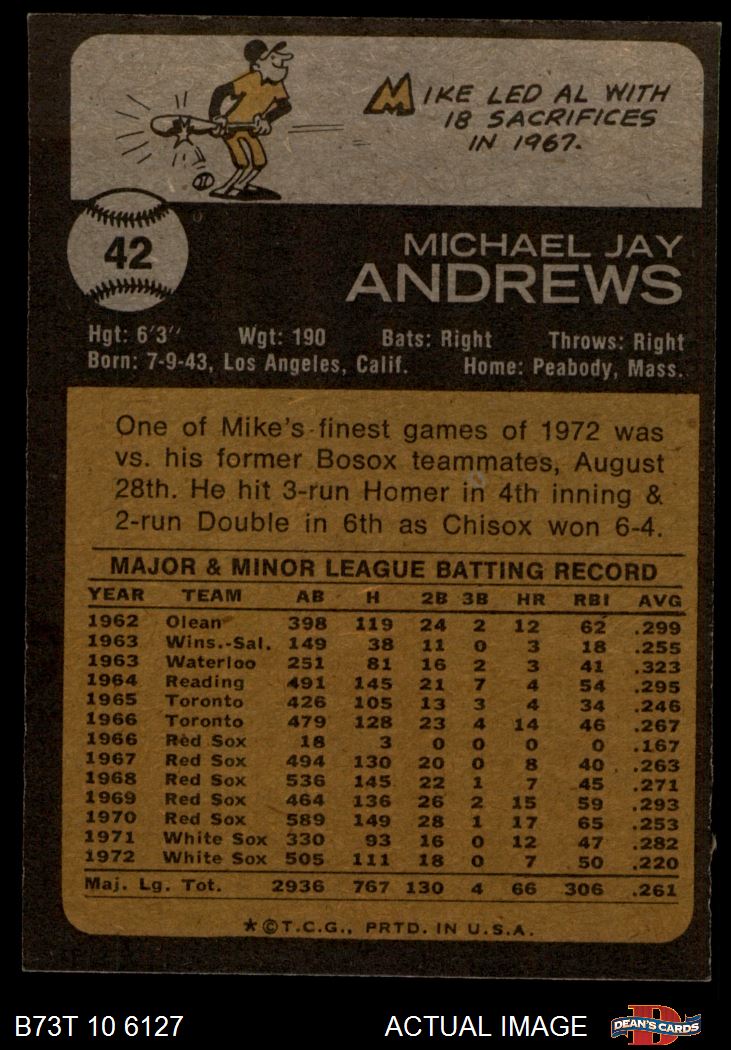 MIKE LED AL WITH
18 SACRIFICES
IN 1967.
42
MICHAEL JAY
ANDREWS
Hgt: 6'3" Wgt: 190 Bats: Right Throws: Right
Born: 7-9-43, Los Angeles, Calif. Home: Peabody, Mass.
One of Mike's finest games of 1972 was
vs. his former Bosox teammates, August
28th. He hit 3-run Homer in 4th inning &
2-run Double in 6th as Chisox won 6-4.
MAJOR & MINOR LEAGUE BATTING RECORD
YEAR TEAM AB H 2B 3B HR RBI AVG
1962 Olean 398 119 24 2 12 62 .299
1963 Wins.-Sal. 149 38 11 0 3 18 .255
1963 Waterloo 251 81 16 2 3 41 .323
1964 Reading 491 145 21 7 4 54 .295
1965 Toronto 426 105 13 3 4 34 .246
1966 Toronto 479 128 23 4 14 46 .267
1966 Red Sox 18 3 0 0 0 0 .167
1967 Red Sox 494 130 20 0 8 40 .263
1968 Red Sox 536 145 22 1 7 45 .271
1969 Red Sox 464 136 26 2 15 59 .293
1970 Red Sox 589 149 28 1 17 65 .253
1971 White Sox 330 93 16 0 12 47 .282
1972 White Sox 505 111 18 0 7 50 .220
Maj. Lg. Tot. 2936 767 130 4 66 306 .261
★©T.C.G., PRTD. IN U.S.A.
B73T 10 6127 ACTUAL IMAGE DEAN'S CARDS